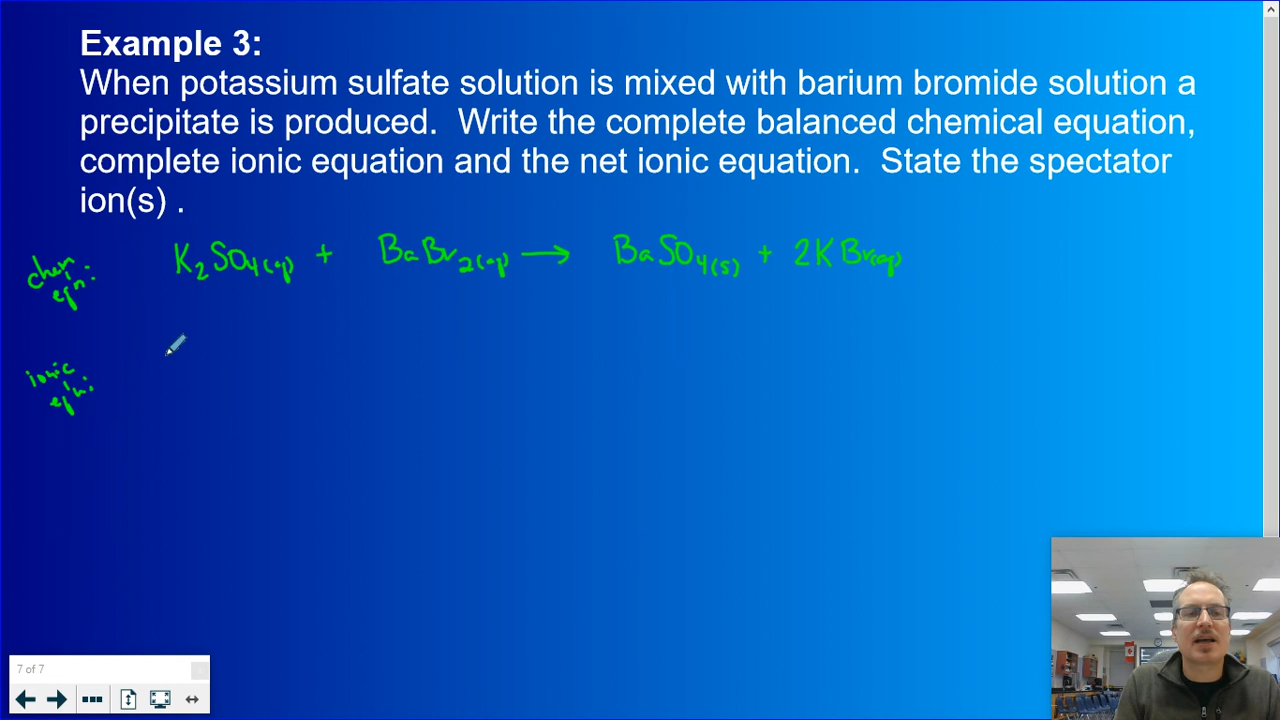 Example 3:
When potassium sulfate solution is mixed with barium bromide solution a
precipitate is produced.  Write the complete balanced chemical equation,
complete ionic equation and the net ionic equation.  State the spectator
ion(s) .
chem
eqn:
K₂SO₄(aq) + BaBr₂(aq) → BaSO₄(s) + 2KBr(aq)
ionic
eqn:
7 of 7